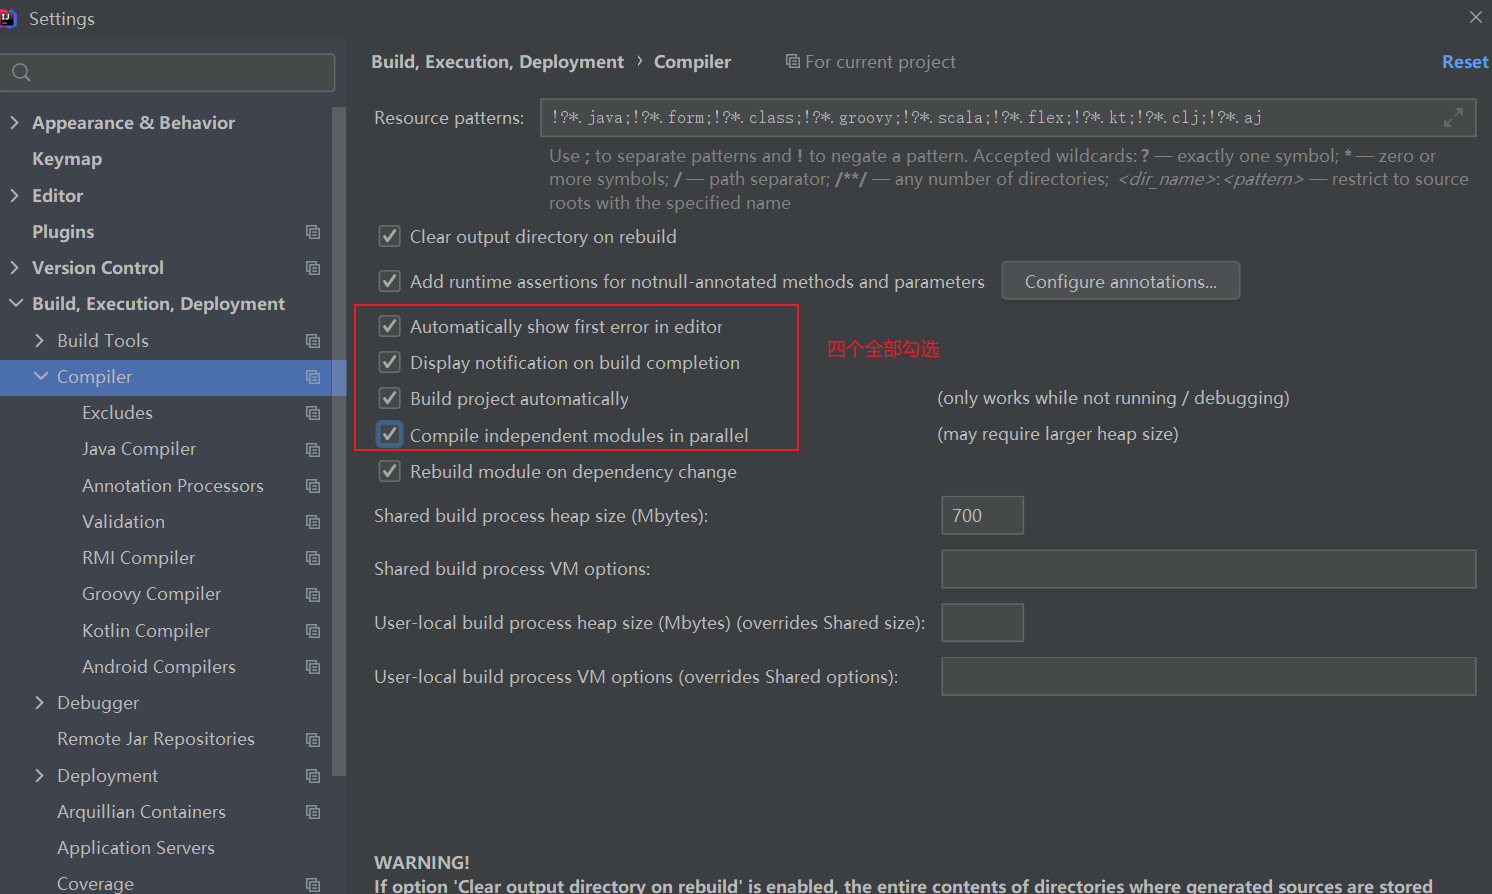 Settings
Build, Execution, Deployment › Compiler For current project Reset
Appearance & Behavior
Keymap
Editor
Plugins
Version Control
Build, Execution, Deployment
Build Tools
Compiler
Excludes
Java Compiler
Annotation Processors
Validation
RMI Compiler
Groovy Compiler
Kotlin Compiler
Android Compilers
Debugger
Remote Jar Repositories
Deployment
Arquillian Containers
Application Servers
Coverage
Resource patterns: !?*.java;!?*.form;!?*.class;!?*.groovy;!?*.scala;!?*.flex;!?*.kt;!?*.clj;!?*.aj
Use ; to separate patterns and ! to negate a pattern. Accepted wildcards: ? — exactly one symbol; * — zero or
more symbols; / — path separator; /**/ — any number of directories; <dir_name>:<pattern> — restrict to source
roots with the specified name
Clear output directory on rebuild
Add runtime assertions for notnull-annotated methods and parameters Configure annotations...
Automatically show first error in editor
四个全部勾选
Display notification on build completion
Build project automatically (only works while not running / debugging)
Compile independent modules in parallel (may require larger heap size)
Rebuild module on dependency change
Shared build process heap size (Mbytes): 700
Shared build process VM options:
User-local build process heap size (Mbytes) (overrides Shared size):
User-local build process VM options (overrides Shared options):
WARNING!
If option 'Clear output directory on rebuild' is enabled, the entire contents of directories where generated sources are stored